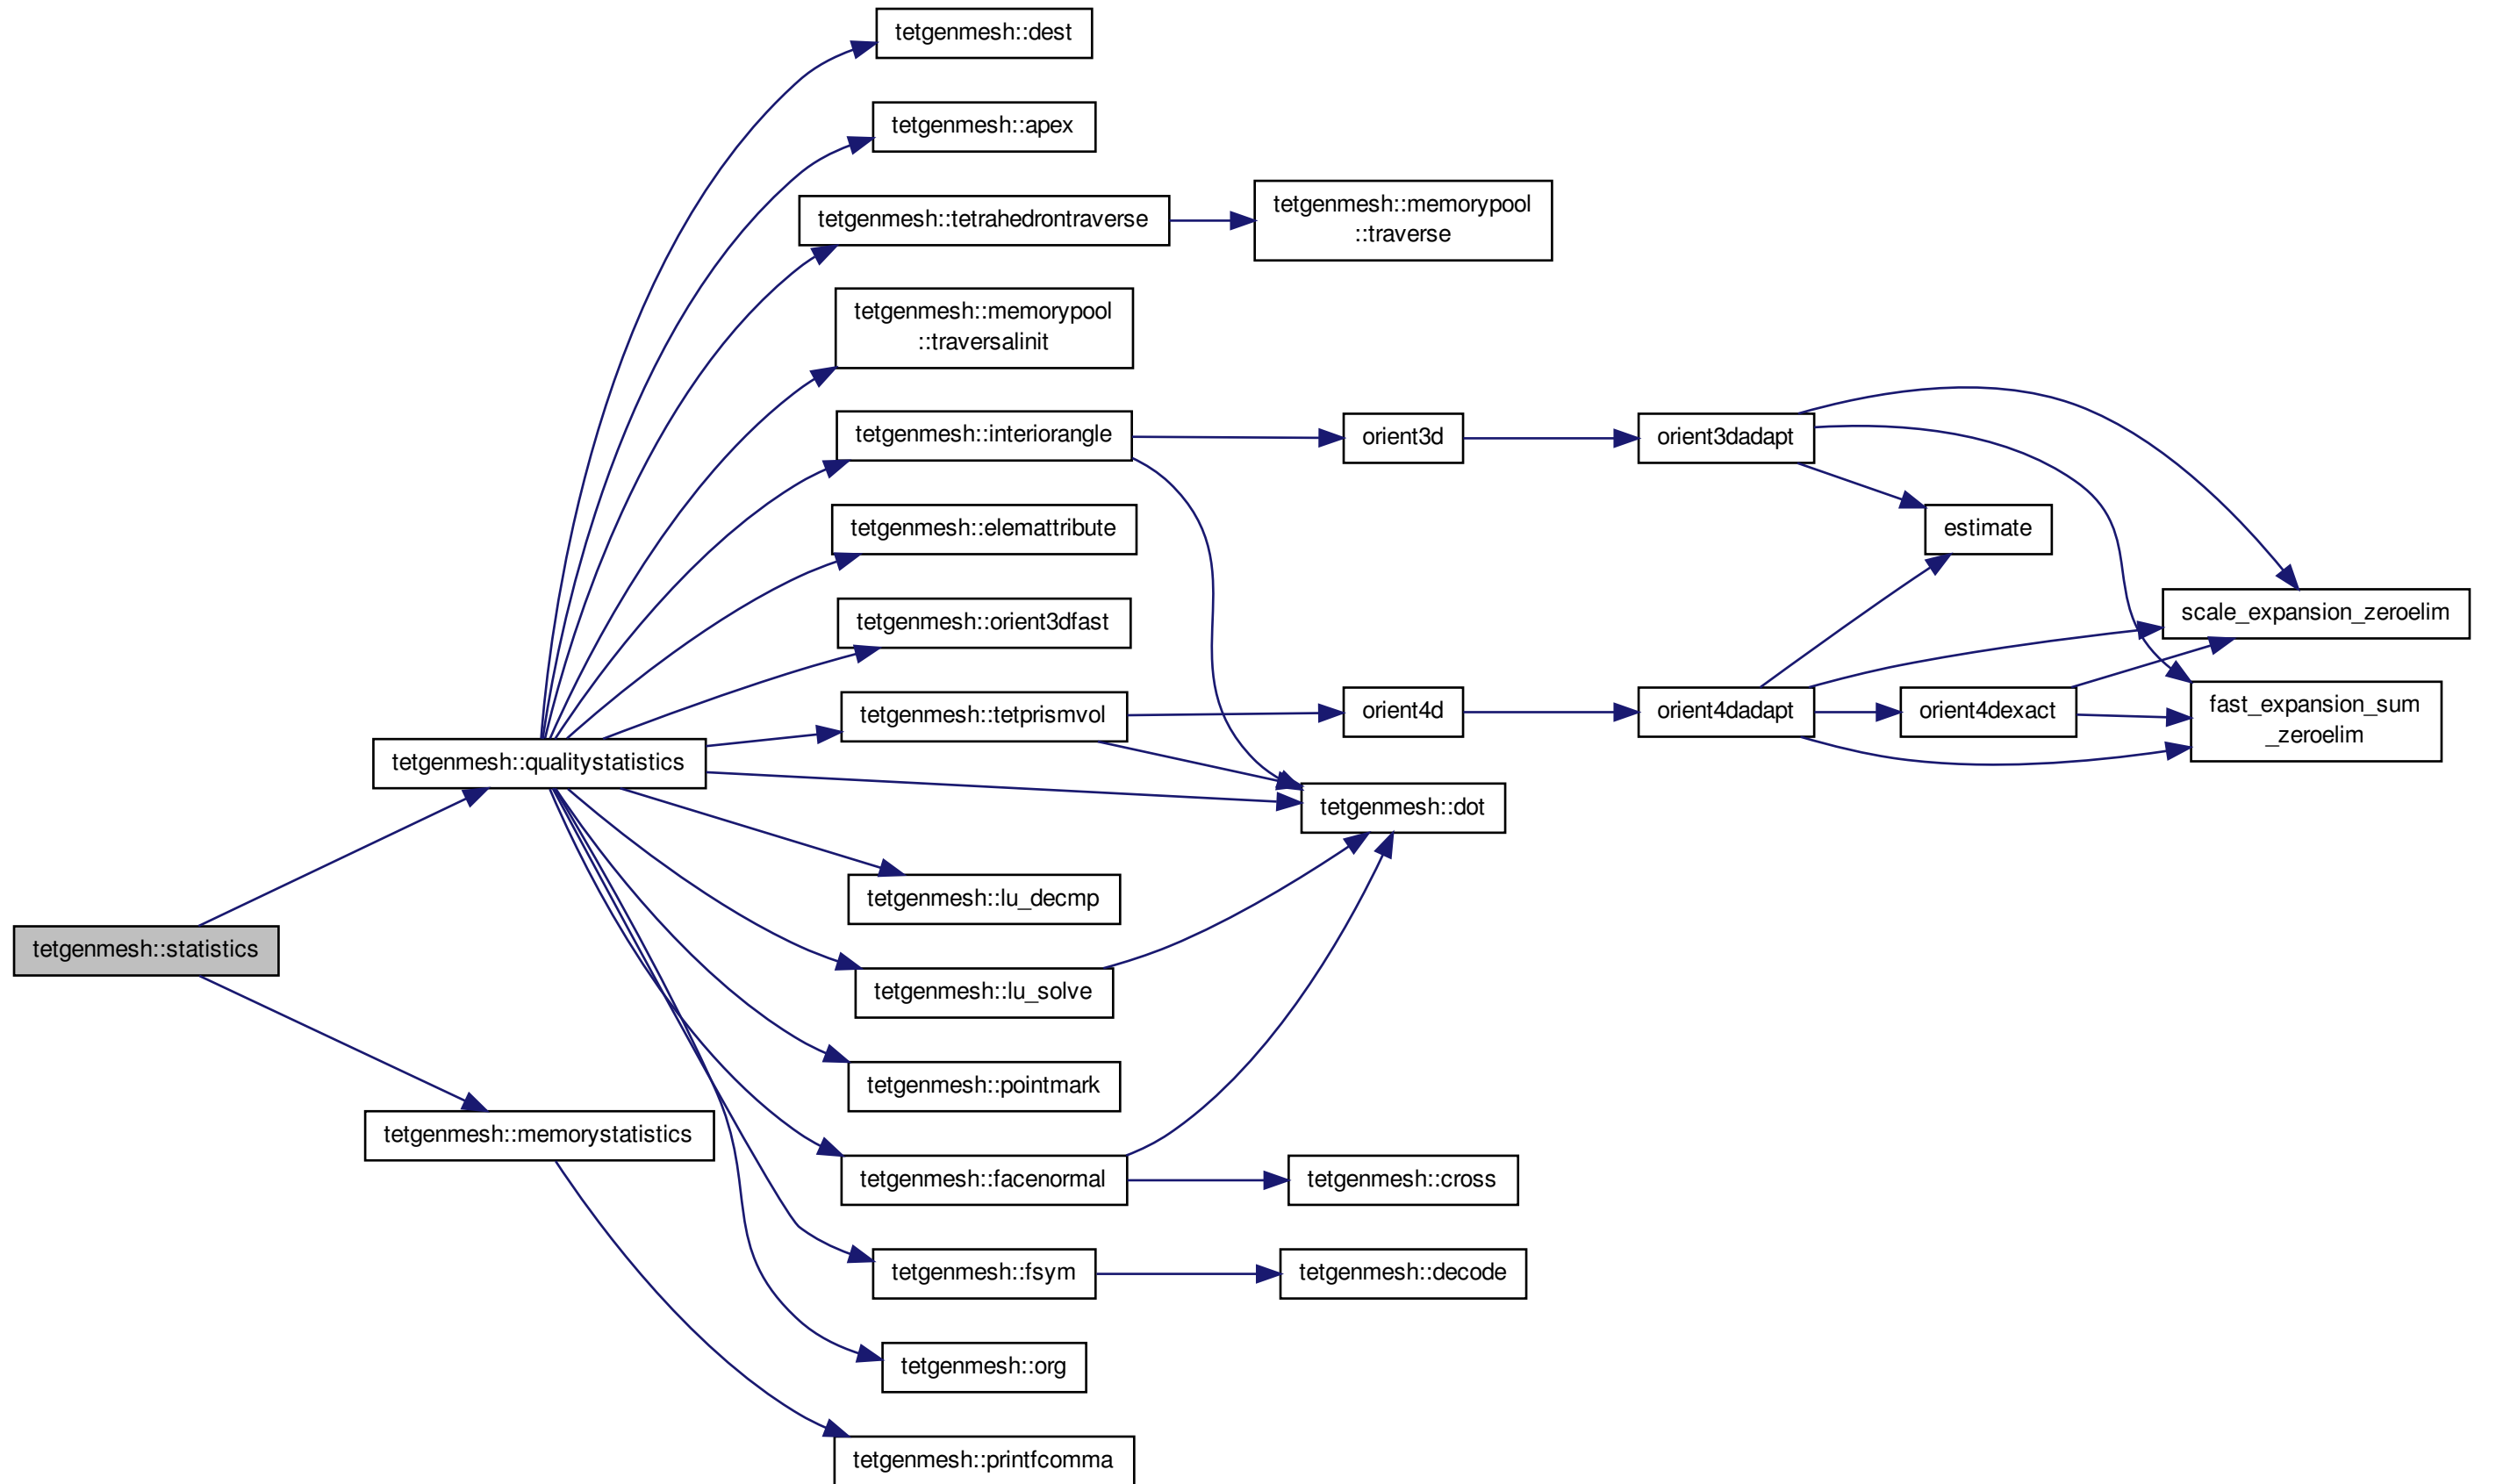 tetgenmesh::dest
tetgenmesh::apex
tetgenmesh::tetrahedrontraverse
tetgenmesh::memorypool
::traverse
tetgenmesh::memorypool
::traversalinit
tetgenmesh::interiorangle
orient3d
orient3dadapt
tetgenmesh::elemattribute
estimate
tetgenmesh::orient3dfast
scale_expansion_zeroelim
tetgenmesh::tetprismvol
orient4d
orient4dadapt
orient4dexact
fast_expansion_sum
_zeroelim
tetgenmesh::qualitystatistics
tetgenmesh::dot
tetgenmesh::lu_decmp
tetgenmesh::statistics
tetgenmesh::lu_solve
tetgenmesh::pointmark
tetgenmesh::memorystatistics
tetgenmesh::facenormal
tetgenmesh::cross
tetgenmesh::fsym
tetgenmesh::decode
tetgenmesh::org
tetgenmesh::printfcomma